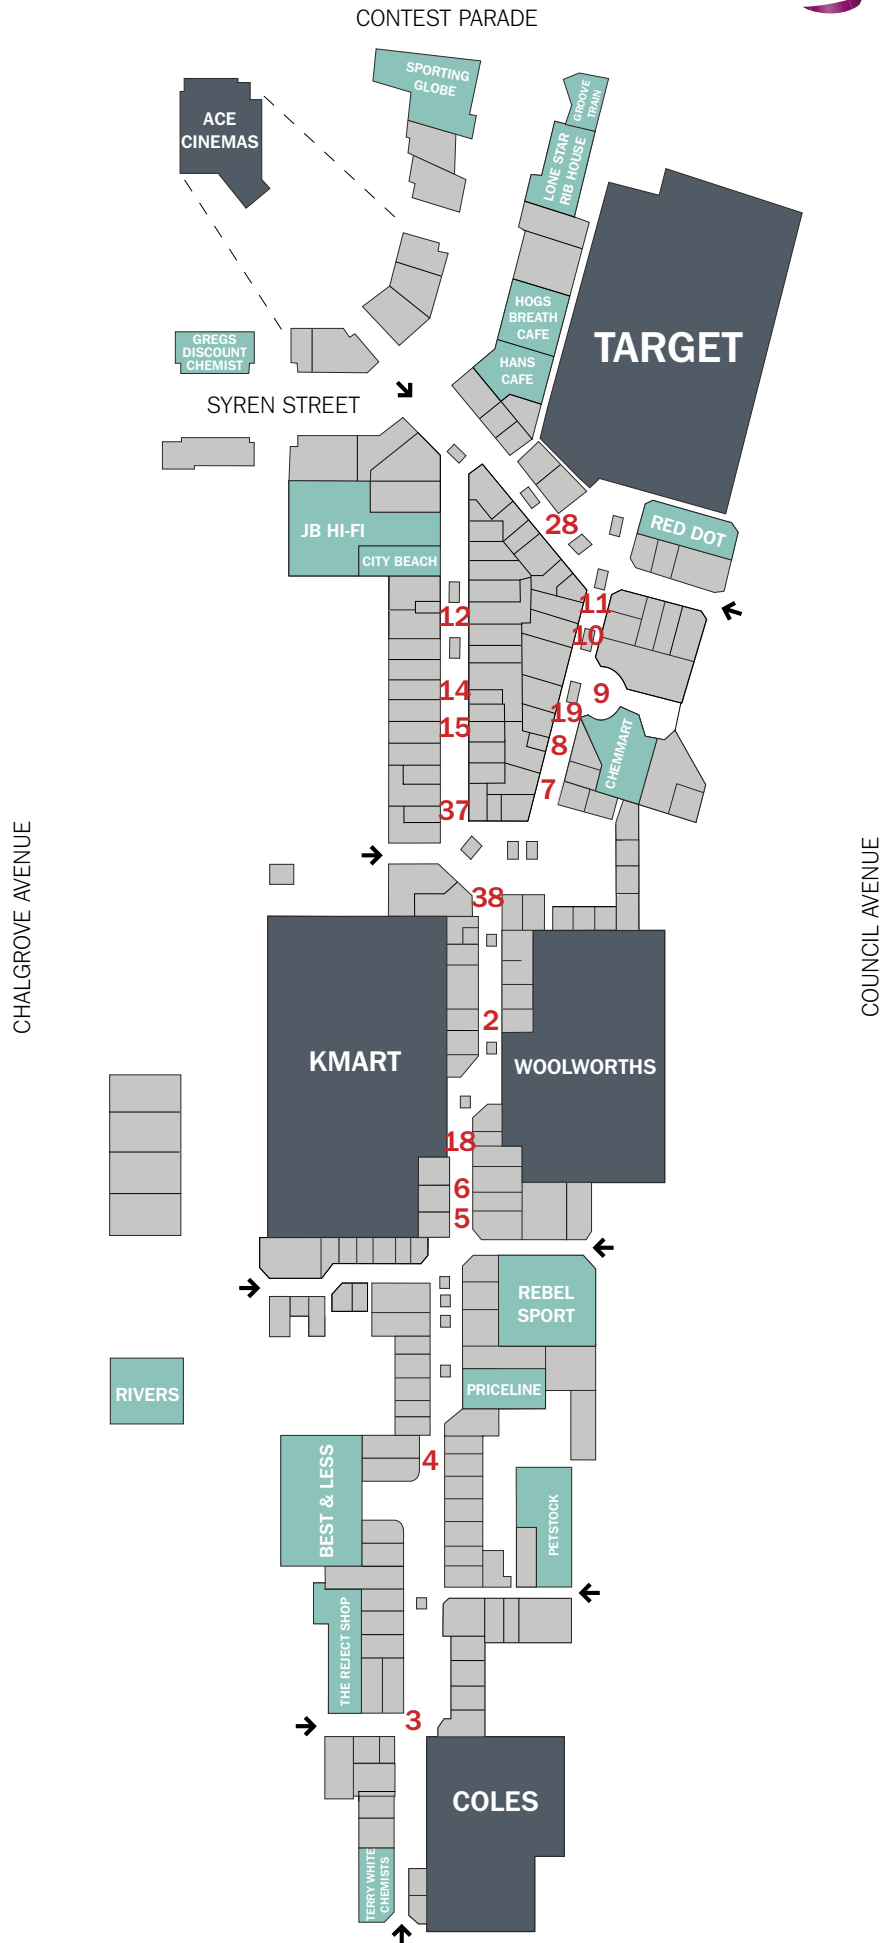 CONTEST PARADE
SPORTING
GLOBE
GROOVE
TRAIN
ACE
CINEMAS
LONE STAR
RIB HOUSE
HOGS
BREATH
CAFE
TARGET
GREGS
DISCOUNT
CHEMIST
HANS
CAFE
SYREN STREET
JB HI-FI
CITY BEACH
28
RED DOT
11
12
10
14
9
19
15
8
CHEMMART
7
37
CHALGROVE AVENUE
COUNCIL AVENUE
38
2
KMART
WOOLWORTHS
18
6
5
REBEL
SPORT
RIVERS
PRICELINE
4
BEST & LESS
PETSTOCK
THE REJECT SHOP
3
COLES
TERRY WHITE
CHEMISTS